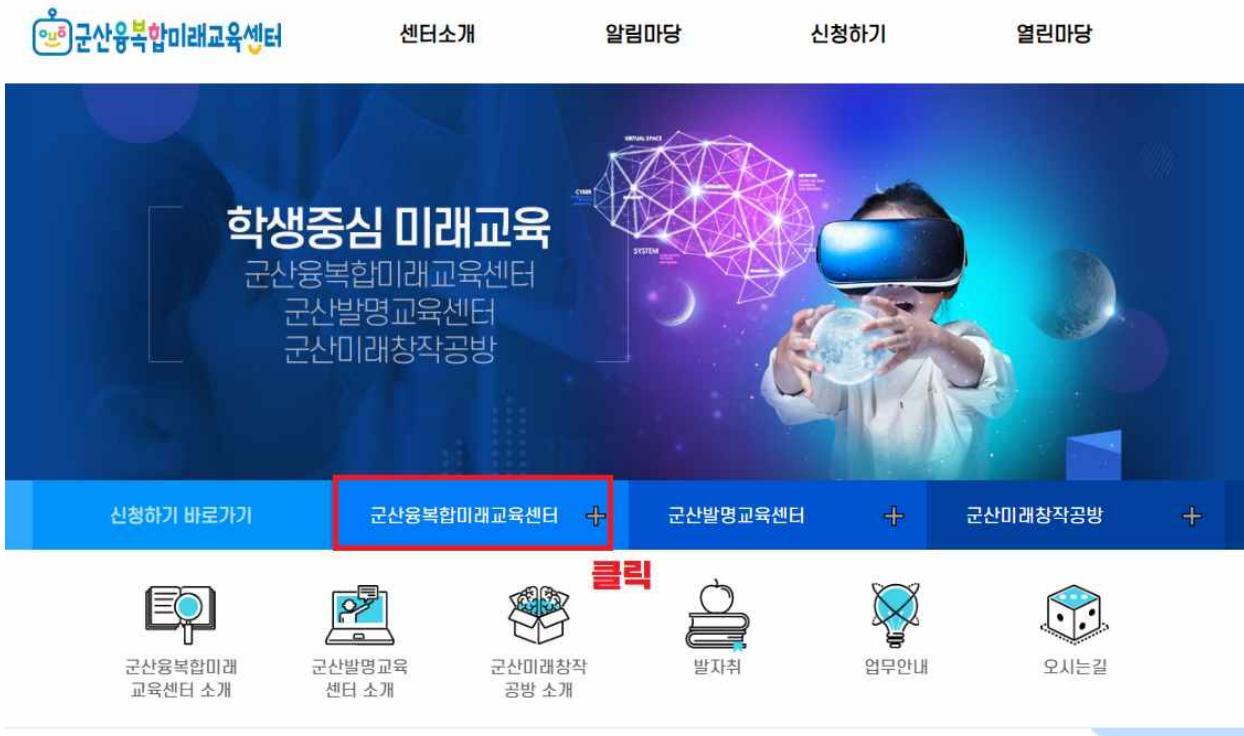 군산융복합미래교육센터
센터소개 알림마당 신청하기 열린마당
VIRTUAL SPACE
CYBER
SYSTEM
학생중심 미래교육
군산융복합미래교육센터
군산발명교육센터
군산미래창작공방
신청하기 바로가기 군산융복합미래교육센터 군산발명교육센터 군산미래창작공방
클릭
군산융복합미래
교육센터 소개
군산발명교육
센터 소개
군산미래창작
공방 소개
발자취
업무안내
오시는길